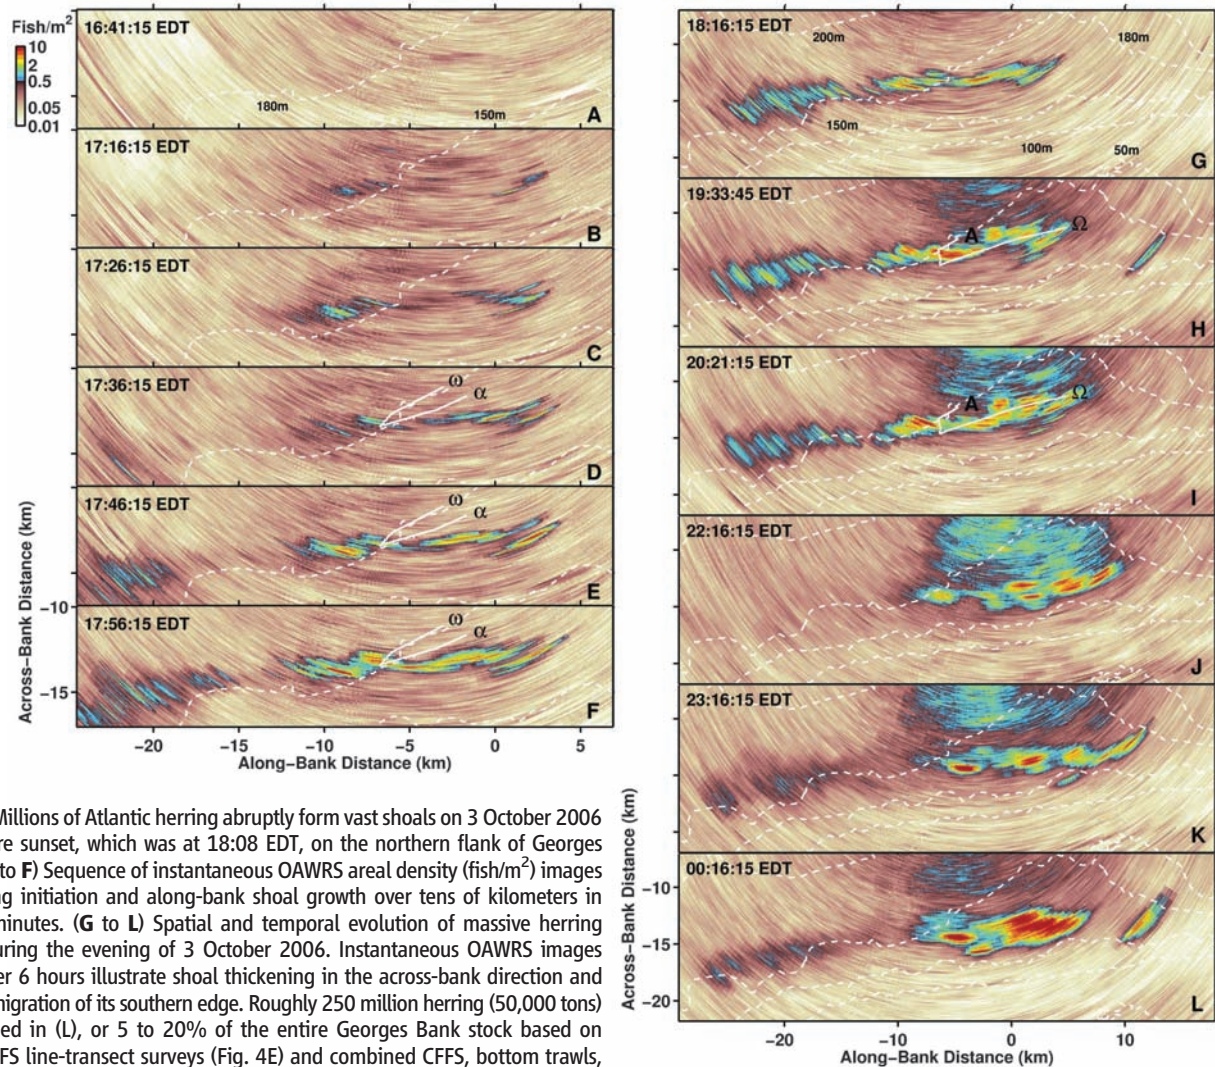 Fish/m2
10
2
0.5
0.05
0.01
16:41:15 EDT
180m
150m
A
17:16:15 EDT
B
17:26:15 EDT
C
17:36:15 EDT
ω
α
D
17:46:15 EDT
ω
α
E
17:56:15 EDT
ω
α
F
−10
−15
Across−Bank Distance (km)
−20 −15 −10 −5 0 5
Along−Bank Distance (km)
18:16:15 EDT
200m
180m
150m
100m
50m
G
19:33:45 EDT
A
Ω
H
20:21:15 EDT
A
Ω
I
22:16:15 EDT
J
23:16:15 EDT
K
00:16:15 EDT
L
−10
−15
−20
Across−Bank Distance (km)
−20 −10 0 10
Along−Bank Distance (km)
Millions of Atlantic herring abruptly form vast shoals on 3 October 2006
re sunset, which was at 18:08 EDT, on the northern flank of Georges
to F) Sequence of instantaneous OAWRS areal density (fish/m2) images
ng initiation and along-bank shoal growth over tens of kilometers in
minutes. (G to L) Spatial and temporal evolution of massive herring
uring the evening of 3 October 2006. Instantaneous OAWRS images
er 6 hours illustrate shoal thickening in the across-bank direction and
migration of its southern edge. Roughly 250 million herring (50,000 tons)
ed in (L), or 5 to 20% of the entire Georges Bank stock based on
FS line-transect surveys (Fig. 4E) and combined CFFS, bottom trawls,